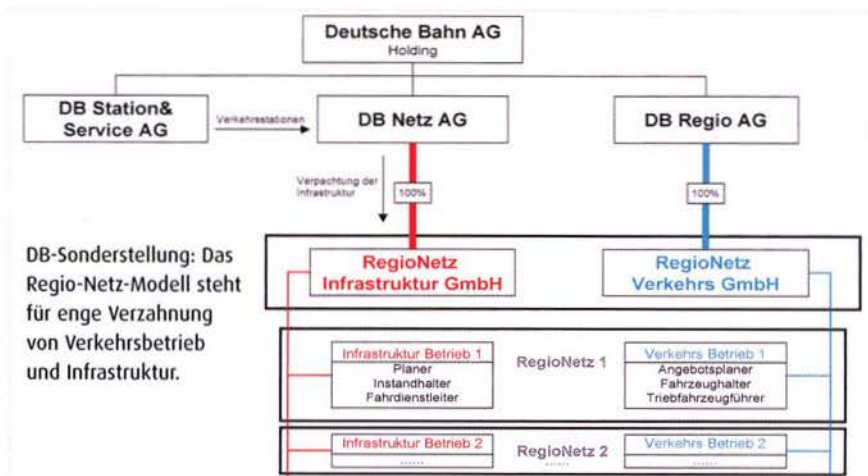 Deutsche Bahn AG
Holding
DB Station&
Service AG
Verkehrsstationen
DB Netz AG
DB Regio AG
Verpachtung der
Infrastruktur
100%
100%
DB-Sonderstellung: Das
Regio-Netz-Modell steht
für enge Verzahnung
von Verkehrsbetrieb
und Infrastruktur.
RegioNetz
Infrastruktur GmbH
RegioNetz
Verkehrs GmbH
Infrastruktur Betrieb 1
Planer
Instandhalter
Fahrdienstleiter
RegioNetz 1
Verkehrs Betrieb 1
Angebotsplaner
Fahrzeughalter
Triebfahrzeugführer
Infrastruktur Betrieb 2
......
RegioNetz 2
......
Verkehrs Betrieb 2
......